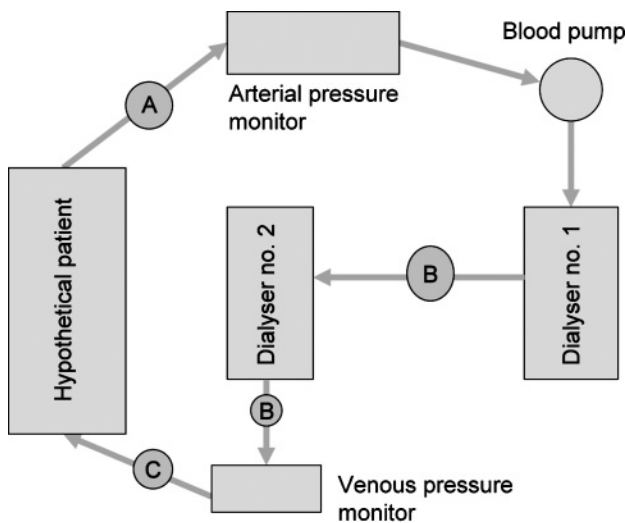 Blood pump
A
Arterial pressure
monitor
Hypothetical patient
Dialyser no. 2
B
Dialyser no. 1
B
C
Venous pressure
monitor